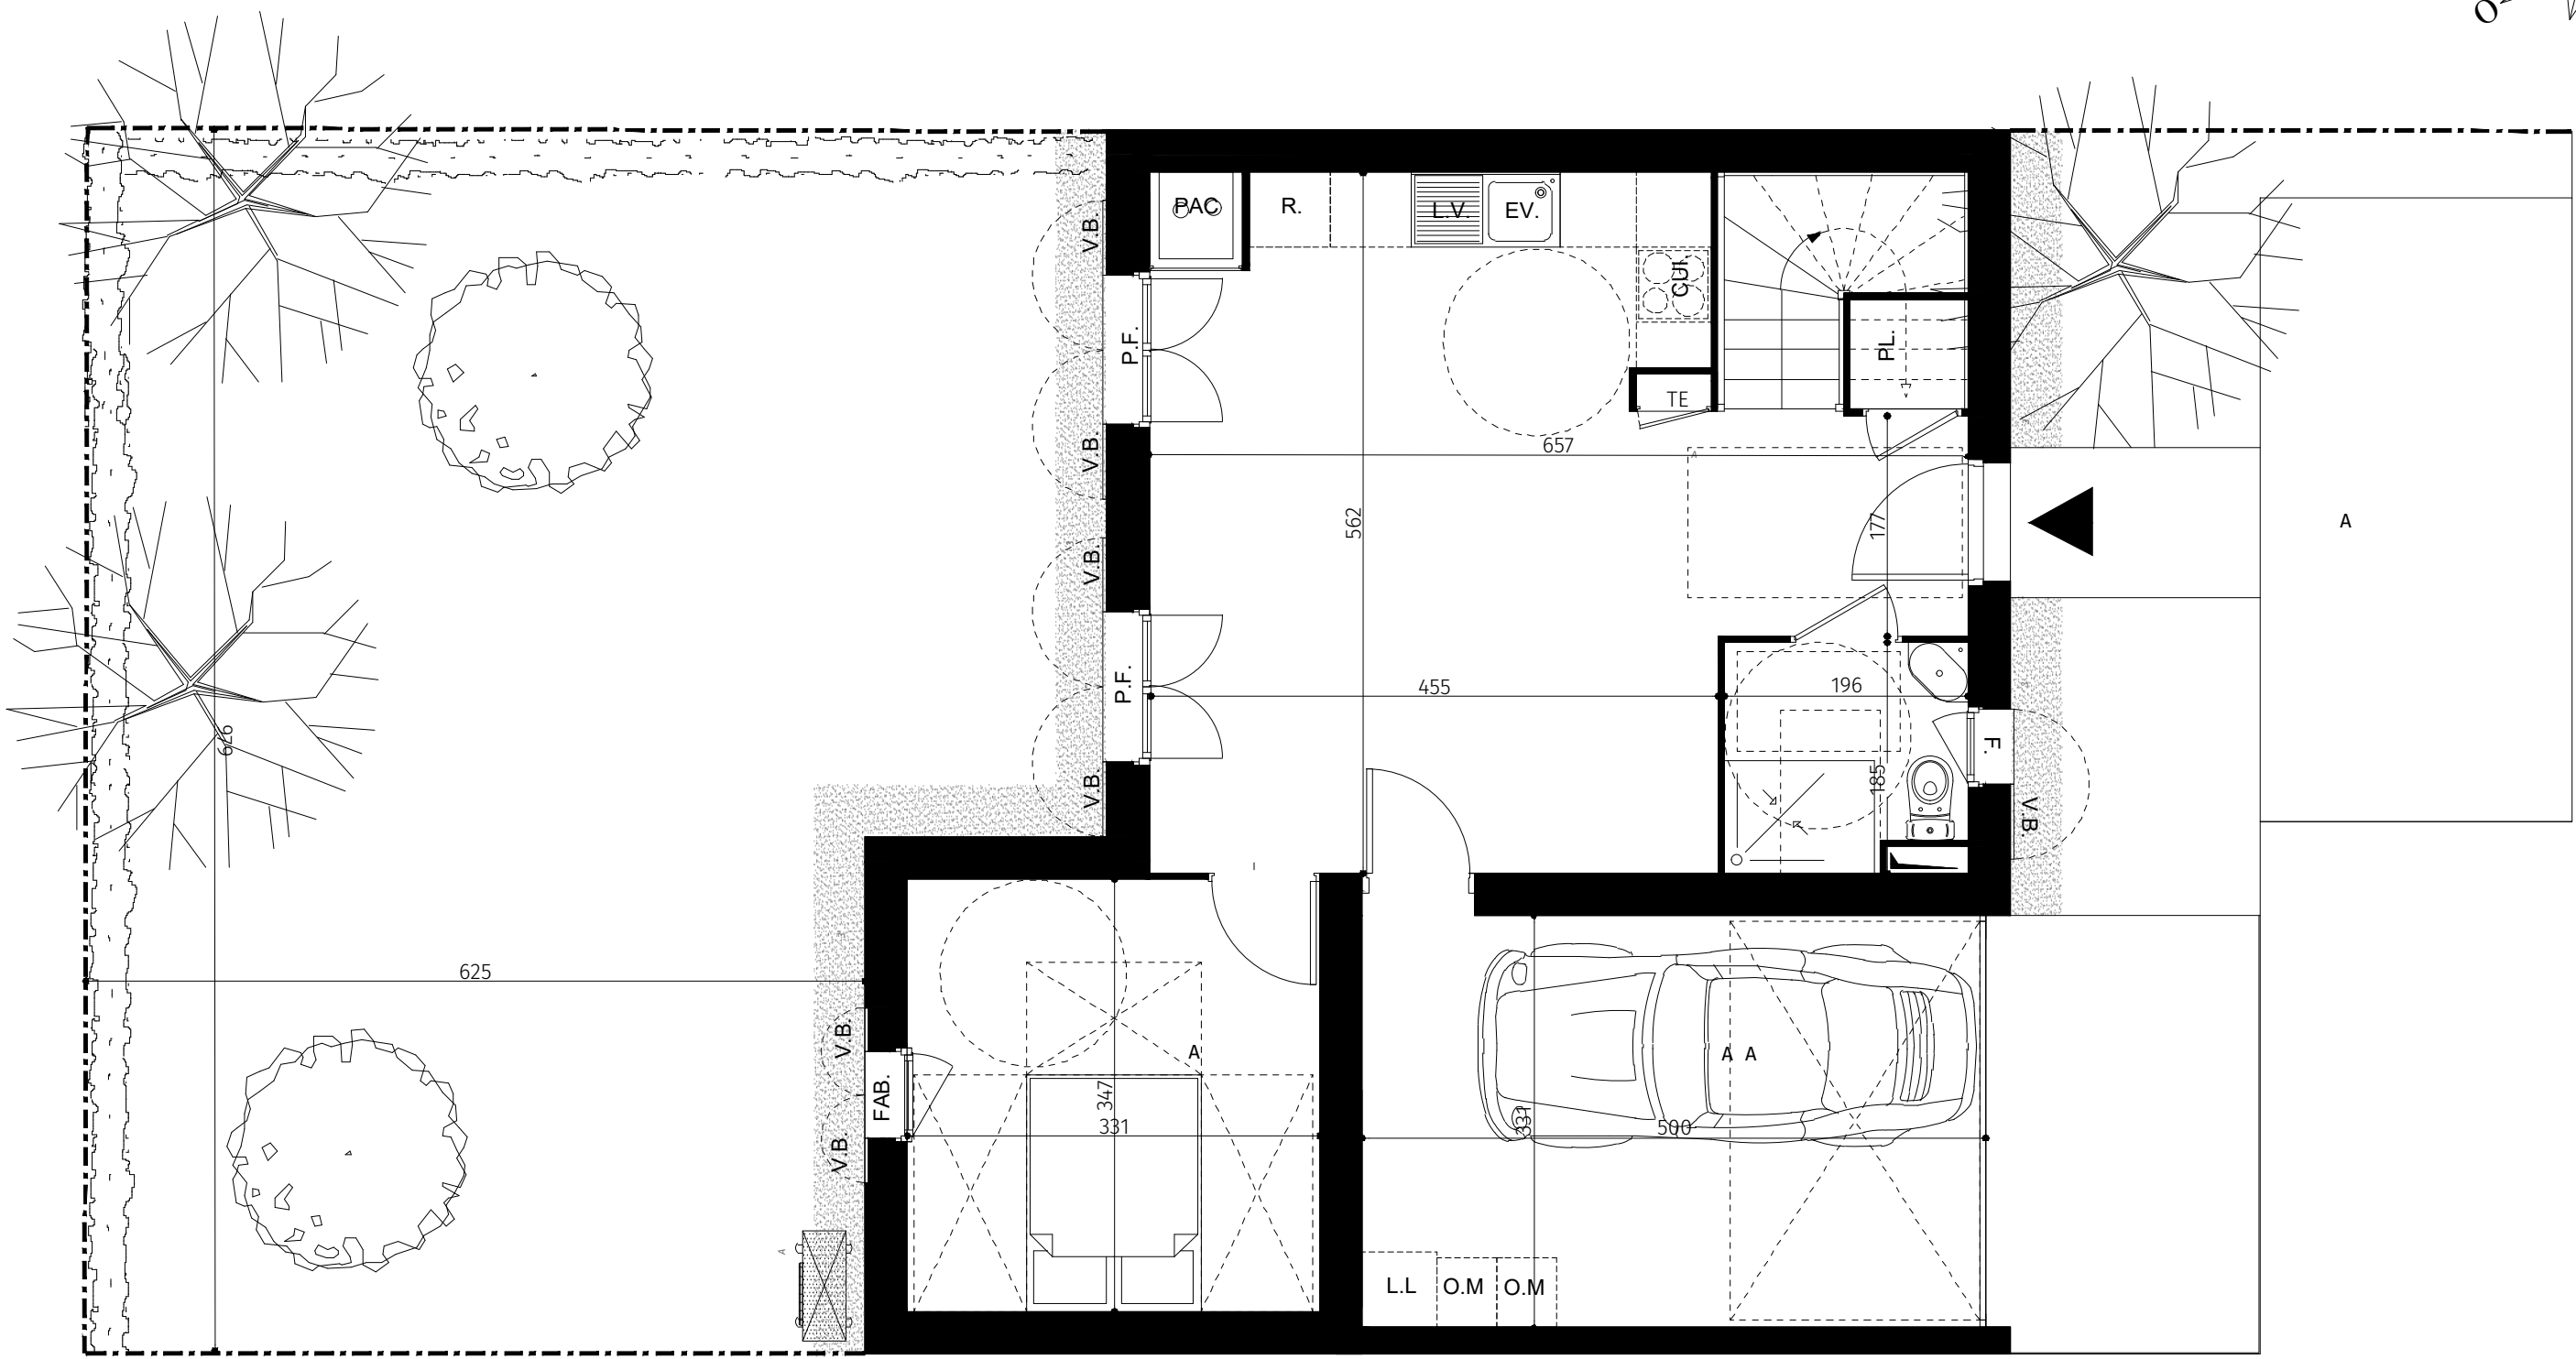 O
PAC
R.
L.V.
EV.
CUI.
TE
PL.
V.B.
P.F.
V.B.
657
562
177
A
V.B.
P.F.
V.B.
455
196
185
F.
V.B.
626
625
V.B.
FAB.
V.B.
A
347
331
A A
331
500
L.L
O.M
O.M
A